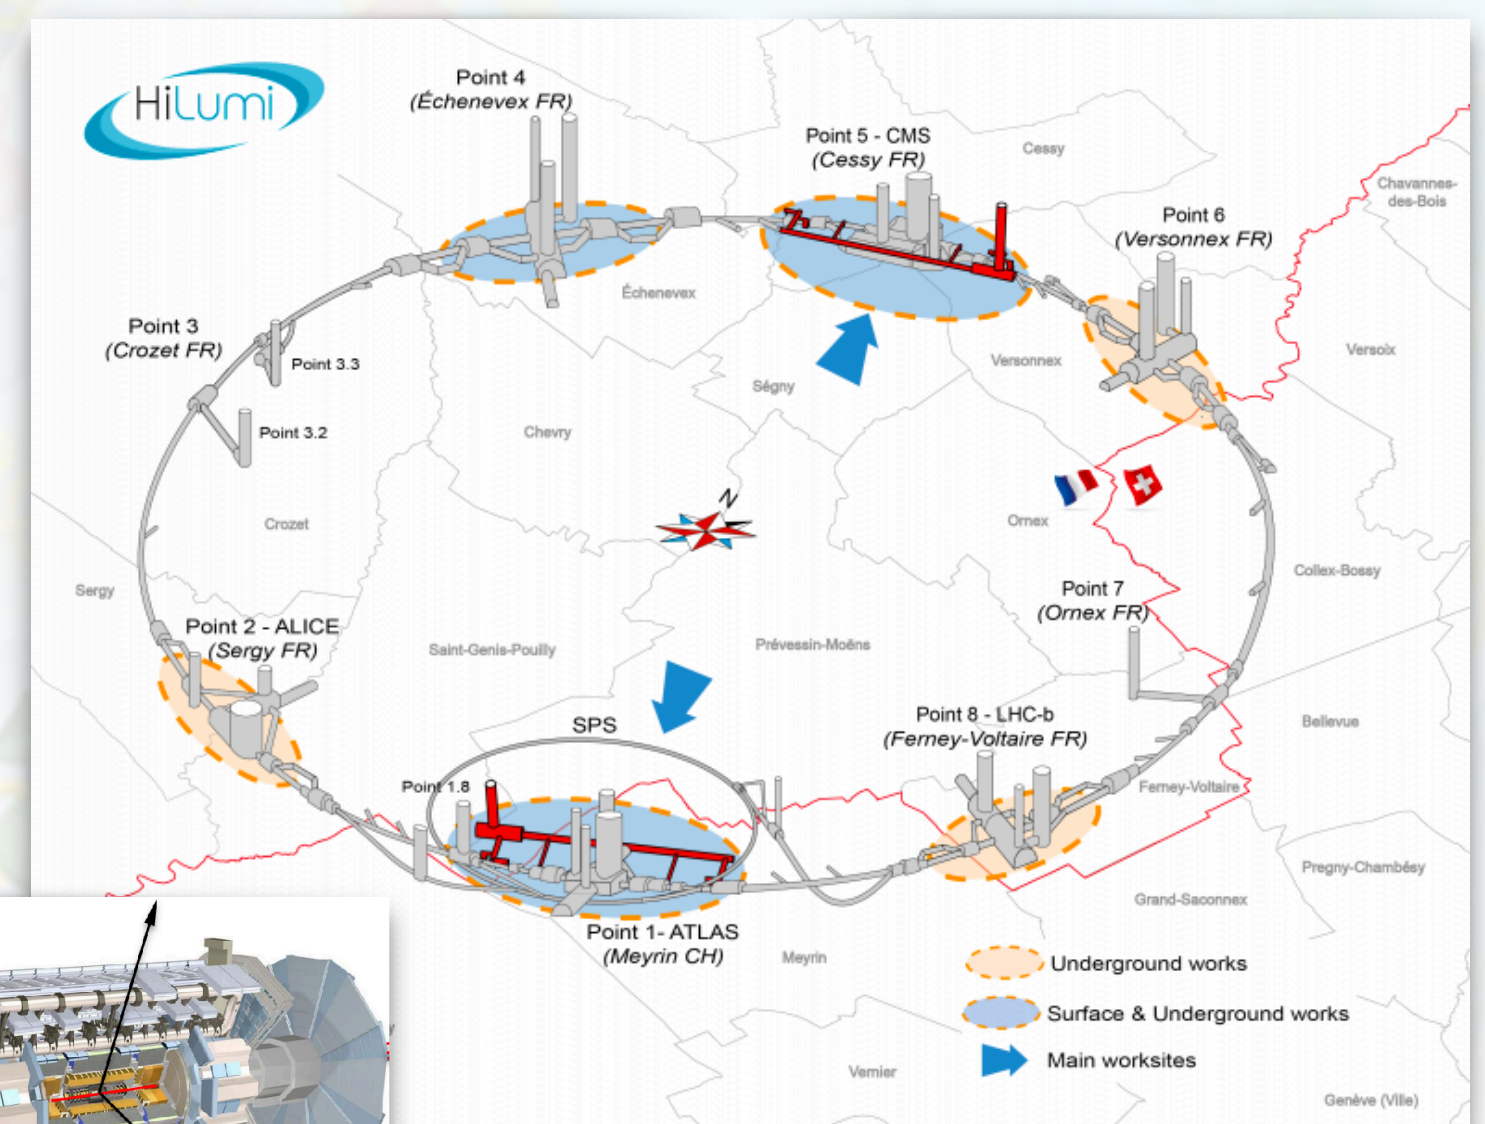 HiLumi
Point 4
(Échenevex FR)
Point 5 - CMS
(Cessy FR)
Cessy
Chavannes-
des-Bois
Point 6
(Versonnex FR)
Échenevex
Point 3
(Crozet FR)
Point 3.3
Versonnex
Versoix
Ségny
Point 3.2
Chevry
N
Crozet
Ornex
Collex-Bossy
Sergy
Point 7
(Ornex FR)
Point 2 - ALICE
(Sergy FR)
Saint-Genis-Pouilly
Prévessin-Moëns
SPS
Point 8 - LHC-b
(Ferney-Voltaire FR)
Bellevue
Point 1.8
Ferney-Voltaire
Pregny-Chambésy
Grand-Saconnex
Point 1- ATLAS
(Meyrin CH)
Meyrin
Underground works
Surface & Underground works
Main worksites
Vernier
Genève (Ville)